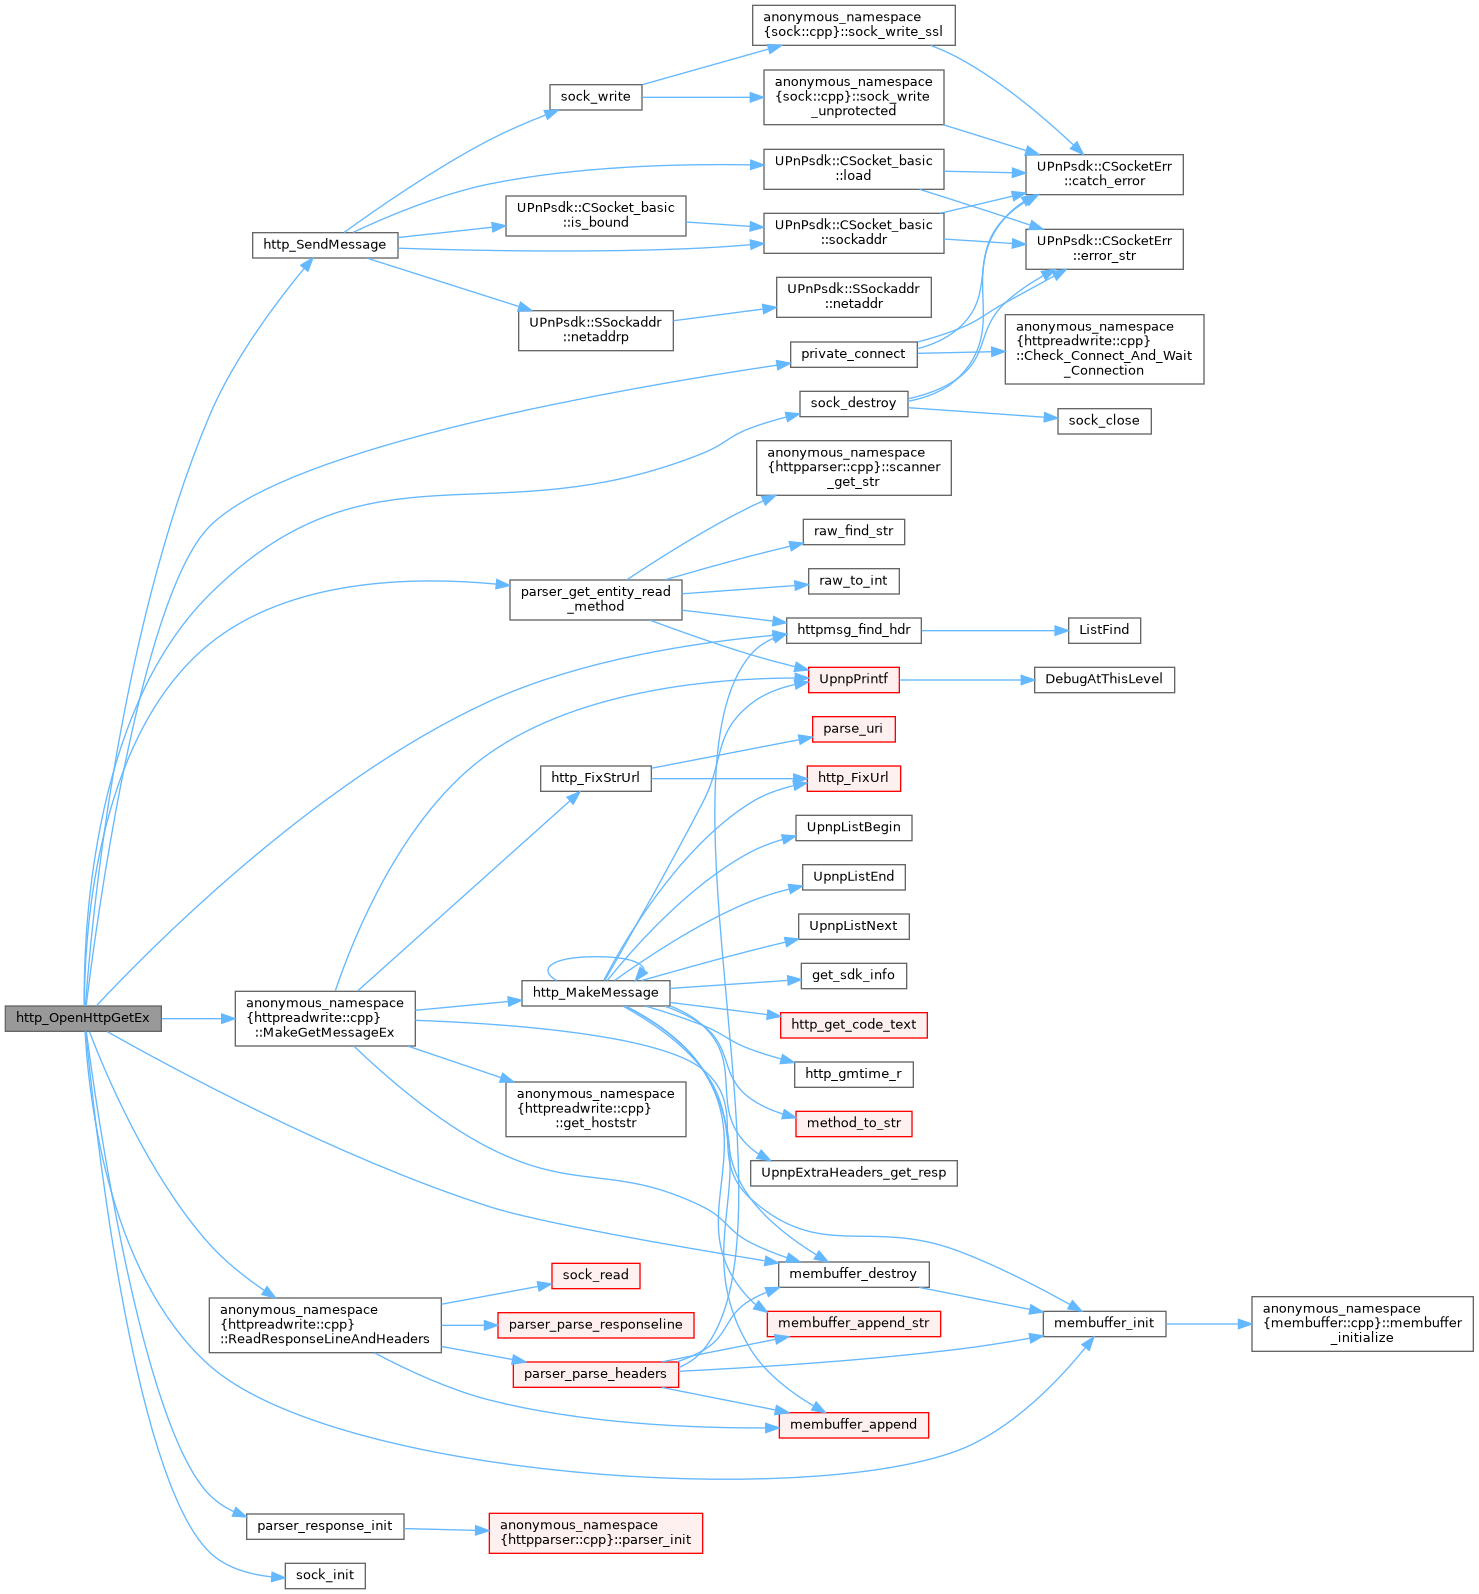 anonymous_namespace
{sock::cpp}::sock_write_ssl
sock_write
anonymous_namespace
{sock::cpp}::sock_write
_unprotected
UPnPsdk::CSocket_basic
::load
UPnPsdk::CSocketErr
::catch_error
UPnPsdk::CSocket_basic
::is_bound
UPnPsdk::CSocket_basic
::sockaddr
http_SendMessage
UPnPsdk::CSocketErr
::error_str
UPnPsdk::SSockaddr
::netaddr
UPnPsdk::SSockaddr
::netaddrp
anonymous_namespace
{httpreadwrite::cpp}
::Check_Connect_And_Wait
_Connection
private_connect
sock_destroy
sock_close
anonymous_namespace
{httpparser::cpp}::scanner
_get_str
raw_find_str
raw_to_int
parser_get_entity_read
_method
httpmsg_find_hdr
ListFind
UpnpPrintf
DebugAtThisLevel
parse_uri
http_FixStrUrl
http_FixUrl
UpnpListBegin
UpnpListEnd
UpnpListNext
get_sdk_info
http_MakeMessage
http_OpenHttpGetEx
anonymous_namespace
{httpreadwrite::cpp}
::MakeGetMessageEx
http_get_code_text
http_gmtime_r
anonymous_namespace
{httpreadwrite::cpp}
::get_hoststr
method_to_str
UpnpExtraHeaders_get_resp
sock_read
membuffer_destroy
anonymous_namespace
{httpreadwrite::cpp}
::ReadResponseLineAndHeaders
parser_parse_responseline
membuffer_append_str
membuffer_init
anonymous_namespace
{membuffer::cpp}::membuffer
_initialize
parser_parse_headers
membuffer_append
parser_response_init
anonymous_namespace
{httpparser::cpp}::parser_init
sock_init